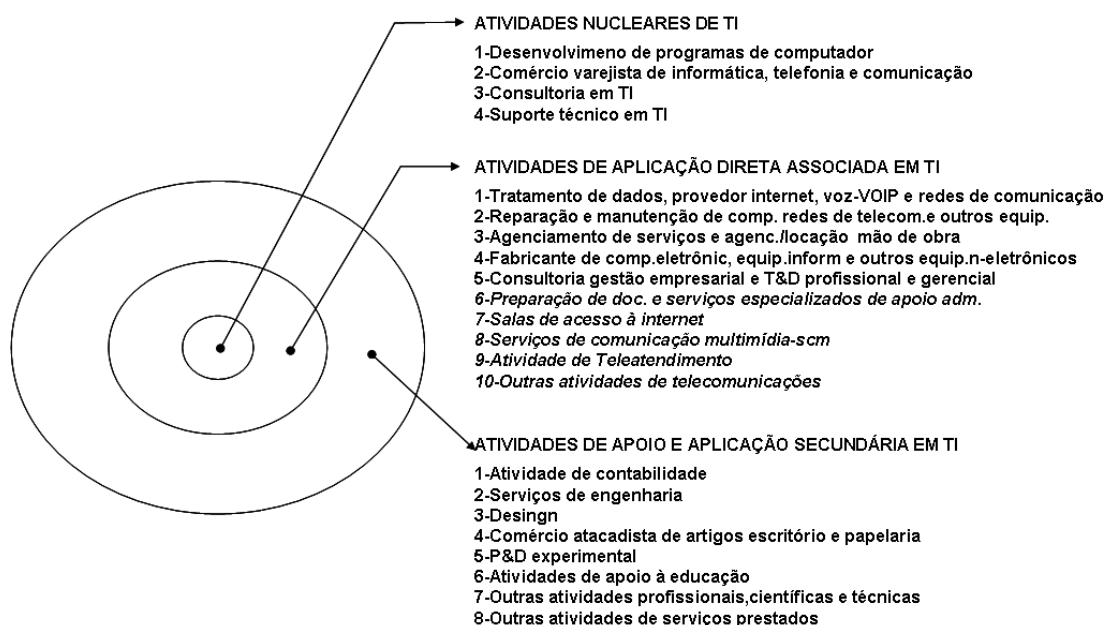 ATIVIDADES NUCLEARES DE TI
1-Desenvolvimeno de programas de computador
2-Comércio varejista de informática, telefonia e comunicação
3-Consultoria em TI
4-Suporte técnico em TI
ATIVIDADES DE APLICAÇÃO DIRETA ASSOCIADA EM TI
1-Tratamento de dados, provedor internet, voz-VOIP e redes de comunicação
2-Reparação e manutenção de comp. redes de telecom.e outros equip.
3-Agenciamento de serviços e agenc./locação mão de obra
4-Fabricante de comp.eletrônic, equip.inform e outros equip.n-eletrônicos
5-Consultoria gestão empresarial e T&D profissional e gerencial
6-Preparação de doc. e serviços especializados de apoio adm.
7-Salas de acesso à internet
8-Serviços de comunicação multimídia-scm
9-Atividade de Teleatendimento
10-Outras atividades de telecomunicações
ATIVIDADES DE APOIO E APLICAÇÃO SECUNDÁRIA EM TI
1-Atividade de contabilidade
2-Serviços de engenharia
3-Desingn
4-Comércio atacadista de artigos escritório e papelaria
5-P&D experimental
6-Atividades de apoio à educação
7-Outras atividades profissionais,científicas e técnicas
8-Outras atividades de serviços prestados